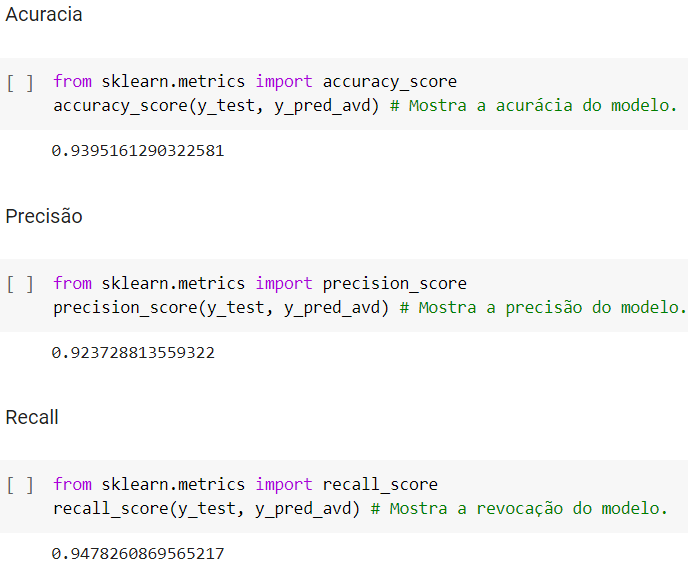 Acuracia
[ ] from sklearn.metrics import accuracy_score
accuracy_score(y_test, y_pred_avd) # Mostra a acurácia do modelo.
0.9395161290322581
Precisão
[ ] from sklearn.metrics import precision_score
precision_score(y_test, y_pred_avd) # Mostra a precisão do modelo.
0.923728813559322
Recall
[ ] from sklearn.metrics import recall_score
recall_score(y_test, y_pred_avd) # Mostra a revocação do modelo.
0.9478260869565217